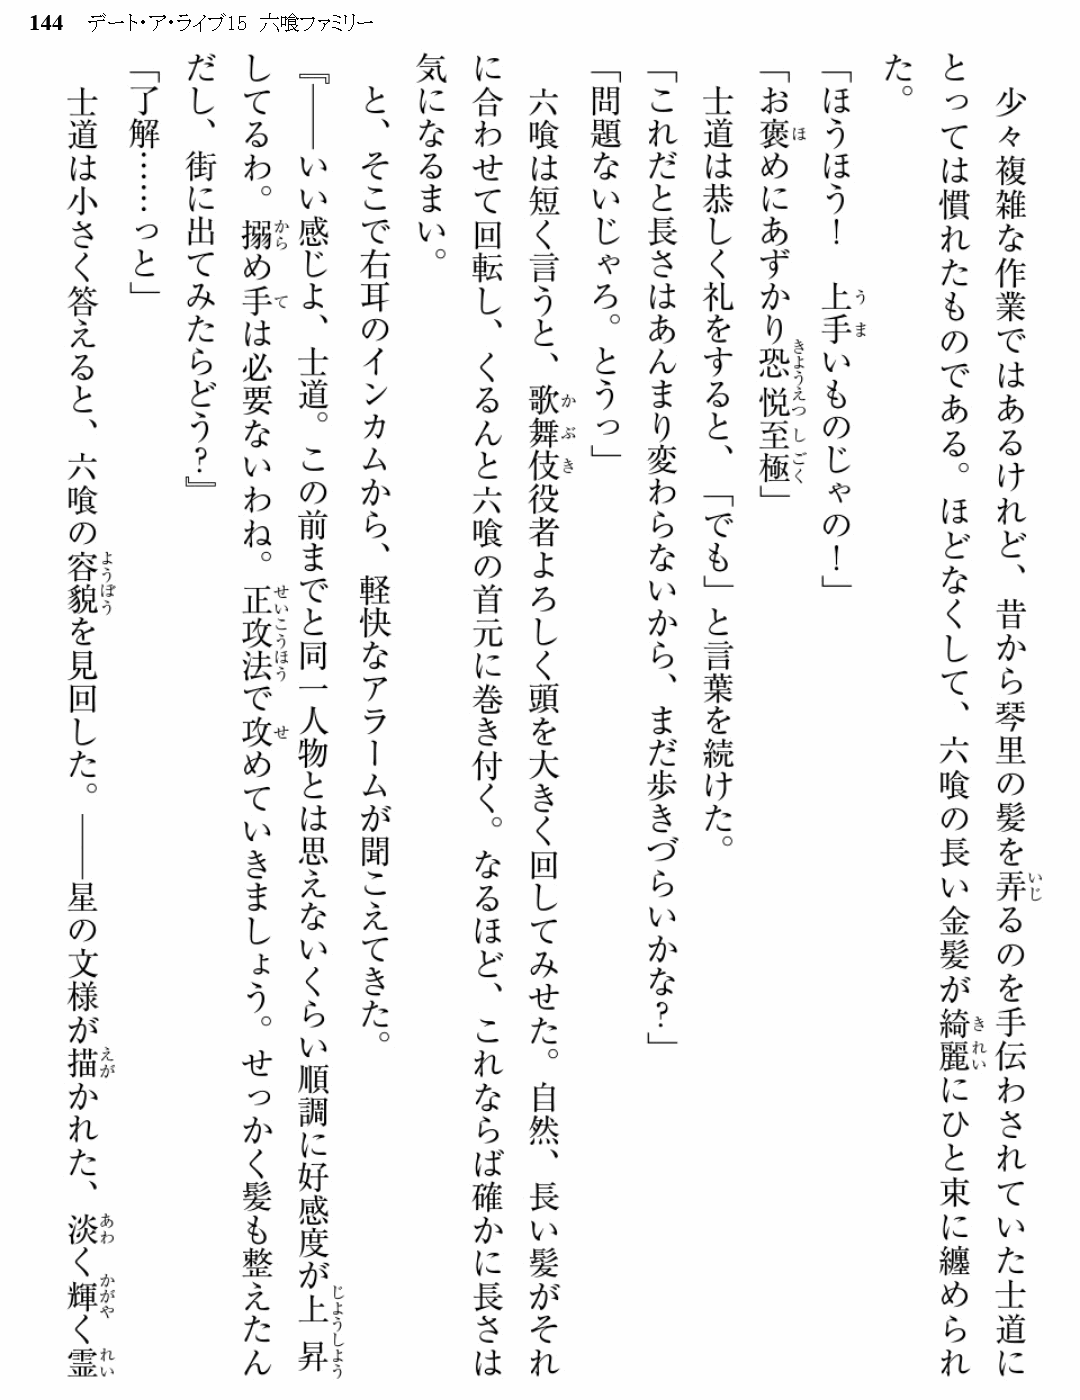 144 デート・ア・ライブ15 六喰ファミリー
少々複雑な作業ではあるけれど、昔から琴里の髪を弄るのを手伝わされていた士道に
とっては慣れたものである。ほどなくして、六喰の長い金髪が綺麗にひと束に纏められ
た。
「ほうほう！　上手いものじゃの！」
「お褒めにあずかり恐悦至極」
士道は恭しく礼をすると、「でも」と言葉を続けた。
「これだと長さはあんまり変わらないから、まだ歩きづらいかな？」
「問題ないじゃろ。とうっ」
六喰は短く言うと、歌舞伎役者よろしく頭を大きく回してみせた。自然、長い髪がそれ
に合わせて回転し、くるんと六喰の首元に巻き付く。なるほど、これならば確かに長さは
気になるまい。
と、そこで右耳のインカムから、軽快なアラームが聞こえてきた。
『――いい感じよ、士道。この前までと同一人物とは思えないくらい順調に好感度が上昇
してるわ。搦め手は必要ないわね。正攻法で攻めていきましょう。せっかく髪も整えたん
だし、街に出てみたらどう？』
「了解……っと」
士道は小さく答えると、六喰の容貌を見回した。――星の文様が描かれた、淡く輝く霊